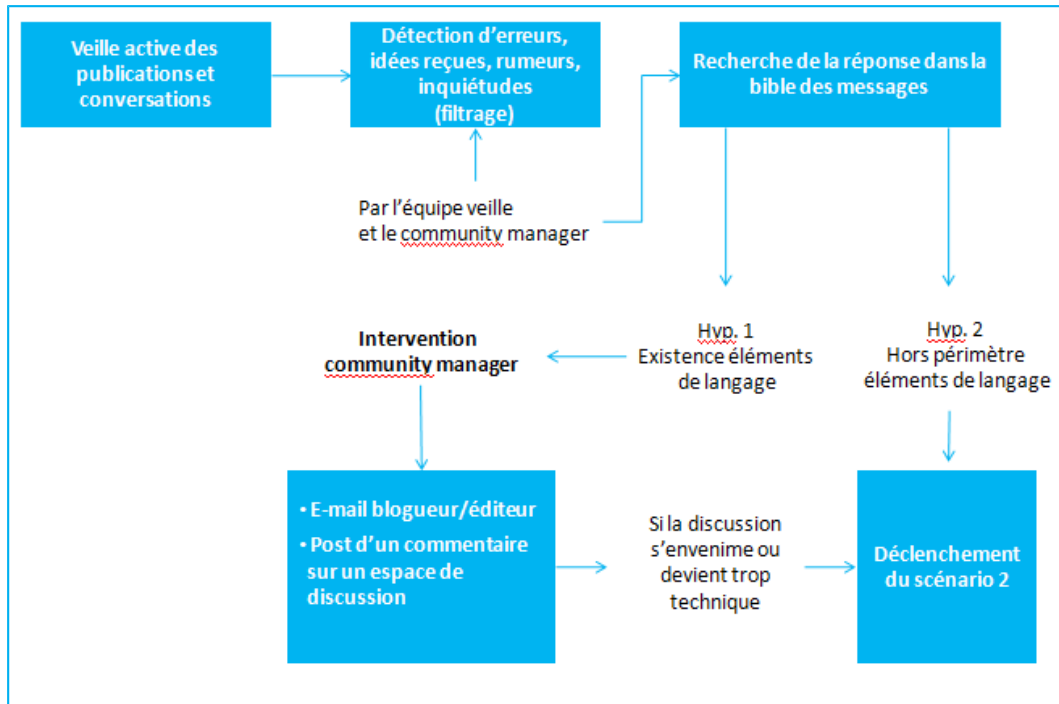 Veille active des
publications et
conversations
Détection d’erreurs,
idées reçues, rumeurs,
inquiétudes
(filtrage)
Recherche de la réponse dans la
bible des messages
Par l’équipe veille
et le community manager
Intervention
community manager
Hyp. 1
Existence éléments
de langage
Hyp. 2
Hors périmètre
éléments de langage
• E-mail blogueur/éditeur
• Post d’un commentaire
sur un espace de
discussion
Si la discussion
s’envenime ou
devient trop
technique
Déclenchement
du scénario 2